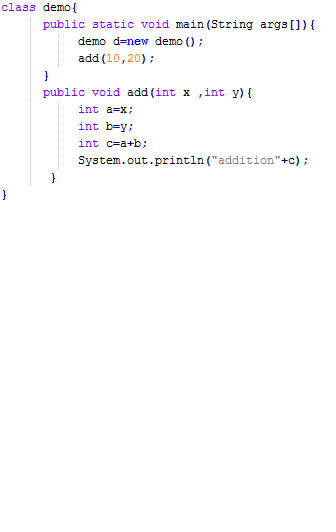 class demo{
public static void main(String args[]){
demo d=new demo();
add(10,20);
}
public void add(int x ,int y){
int a=x;
int b=y;
int c=a+b;
System.out.println("addition"+c);
}
}